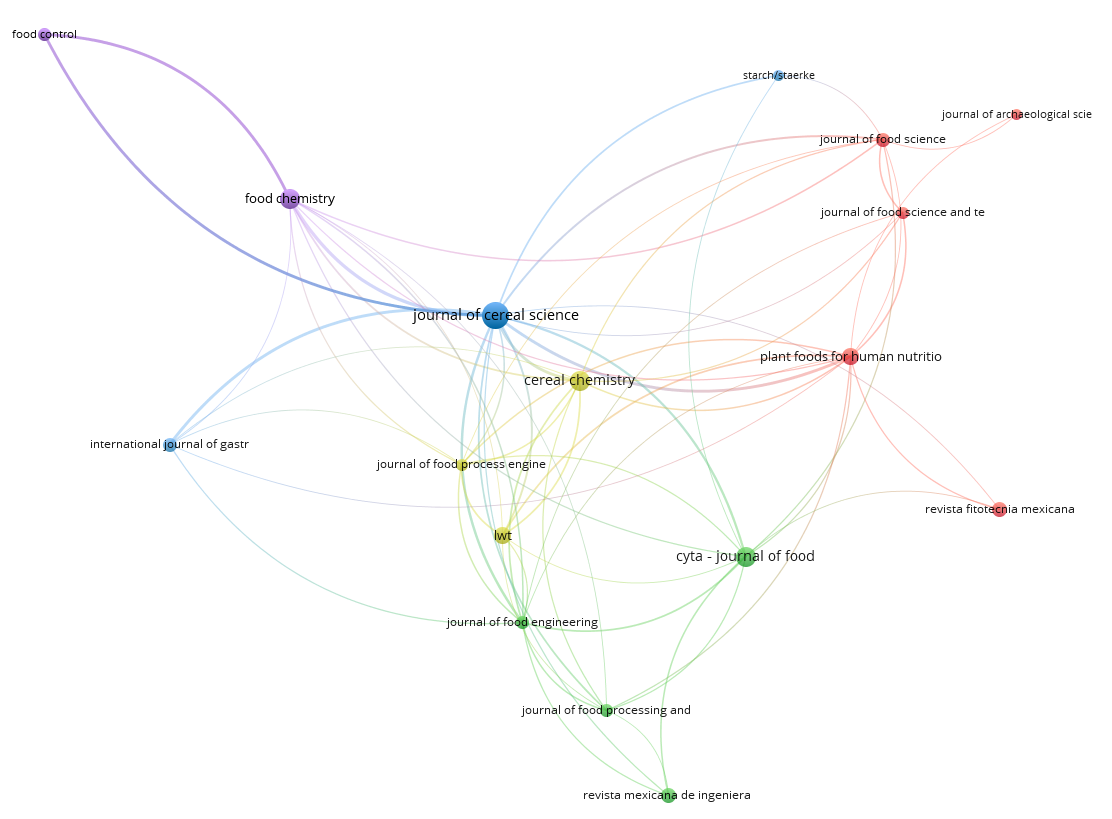 food control
starch/staerke
journal of archaeological scie
journal of food science
food chemistry
journal of food science and te
journal of cereal science
plant foods for human nutritio
cereal chemistry
international journal of gastr
journal of food process engine
revista fitotecnia mexicana
lwt
cyta - journal of food
journal of food engineering
journal of food processing and
revista mexicana de ingeniera